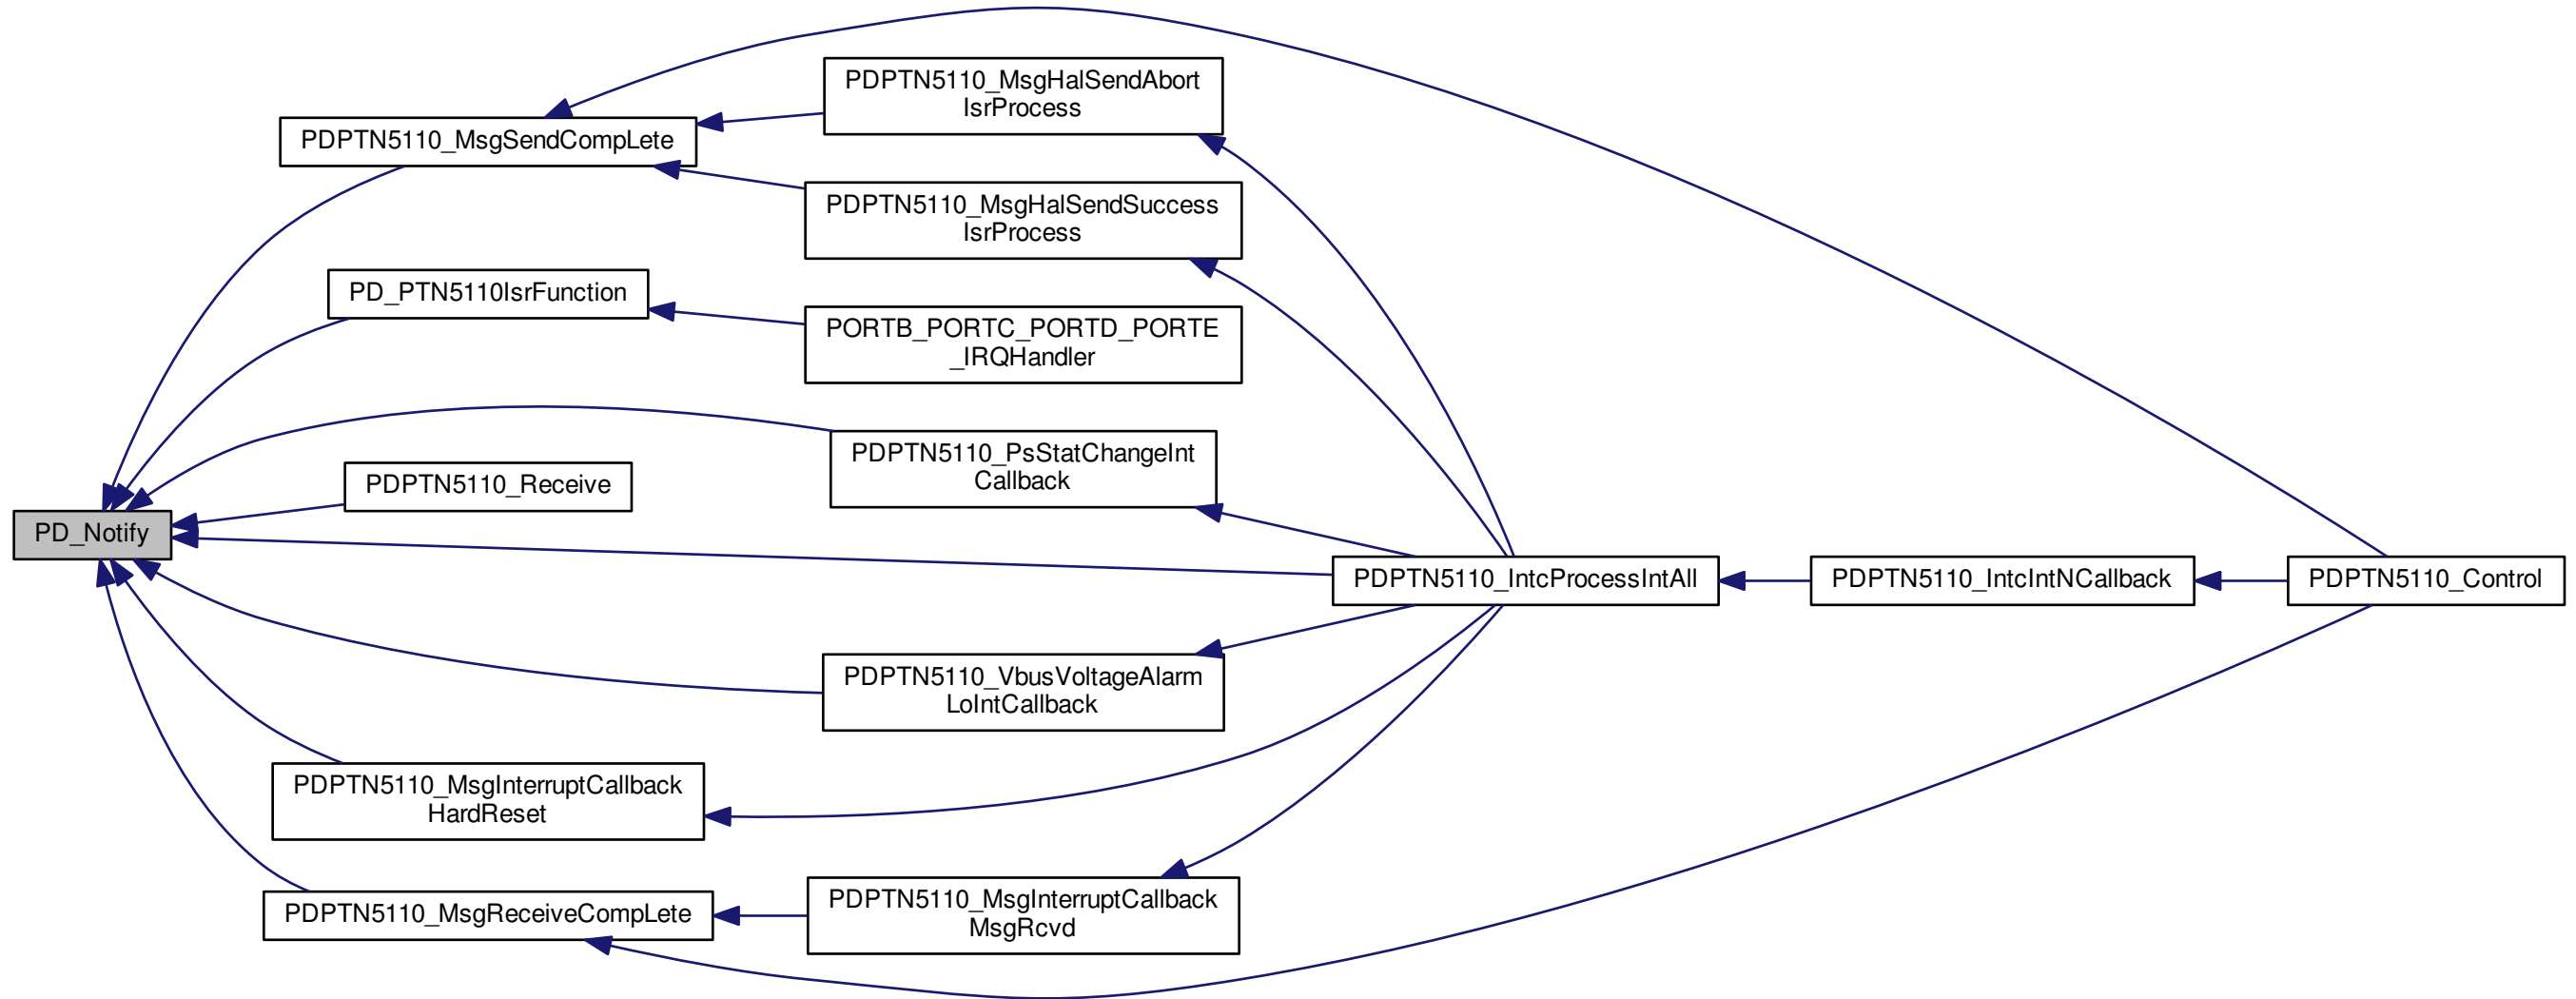 PDPTN5110_MsgHalSendAbort
IsrProcess
PDPTN5110_MsgSendCompLete
PDPTN5110_MsgHalSendSuccess
IsrProcess
PD_PTN5110IsrFunction
PORTB_PORTC_PORTD_PORTE
_IRQHandler
PDPTN5110_PsStatChangeInt
Callback
PDPTN5110_Receive
PD_Notify
PDPTN5110_IntcProcessIntAll
PDPTN5110_IntcIntNCallback
PDPTN5110_Control
PDPTN5110_VbusVoltageAlarm
LoIntCallback
PDPTN5110_MsgInterruptCallback
HardReset
PDPTN5110_MsgReceiveCompLete
PDPTN5110_MsgInterruptCallback
MsgRcvd